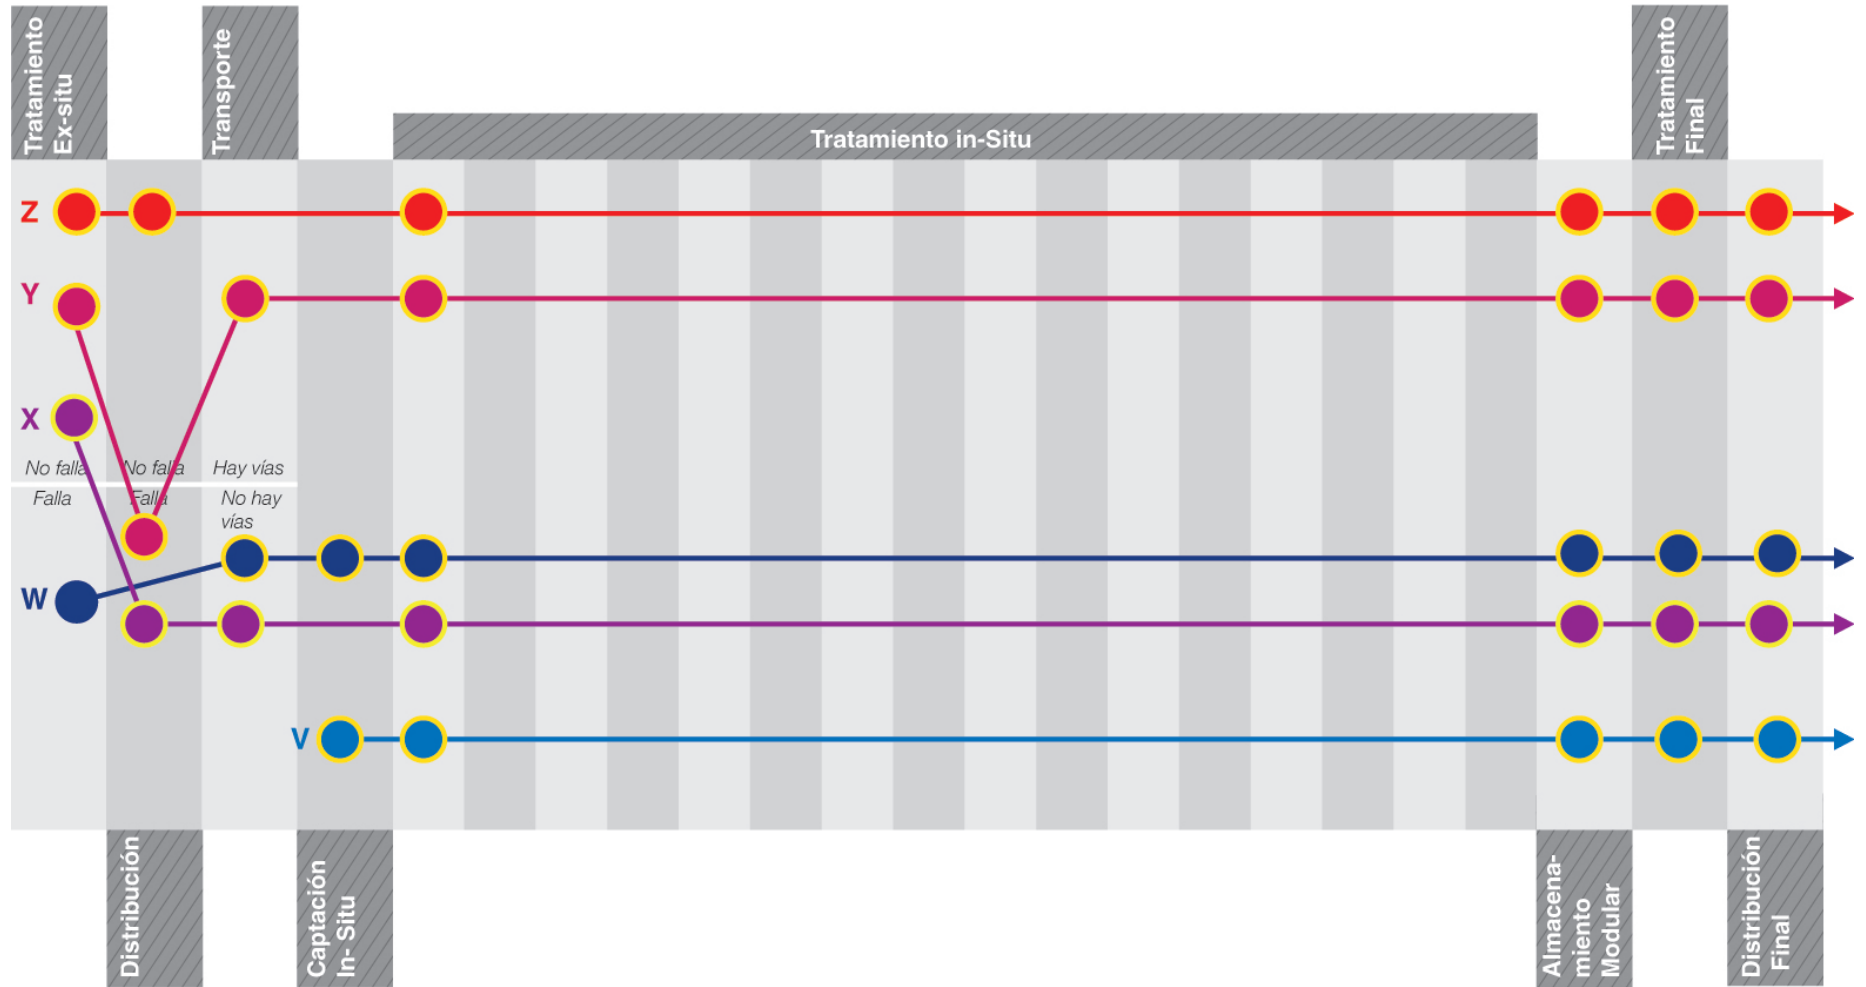 Tratamiento
Ex-situ
Transporte
Tratamiento in-Situ
Tratamiento
Final
Z
Y
X
No falla
No falla
Hay vías
Falla
Falla
No hay
vías
W
V
Distribución
Captación
In- Situ
Almacena-
miento
Modular
Distribución
Final